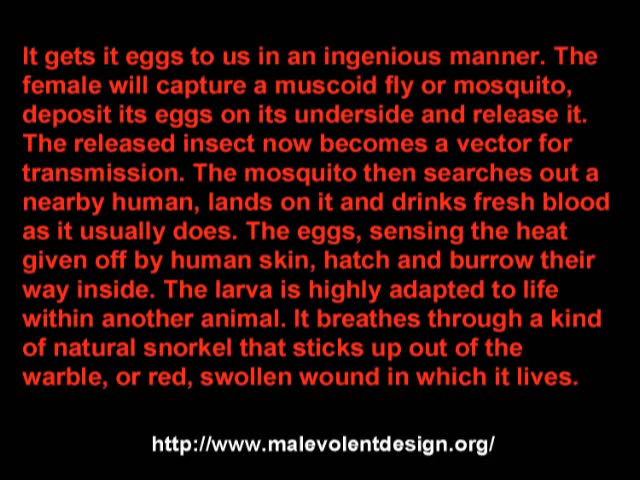 It gets it eggs to us in an ingenious manner. The
female will capture a muscoid fly or mosquito,
deposit its eggs on its underside and release it.
The released insect now becomes a vector for
transmission. The mosquito then searches out a
nearby human, lands on it and drinks fresh blood
as it usually does. The eggs, sensing the heat
given off by human skin, hatch and burrow their
way inside. The larva is highly adapted to life
within another animal. It breathes through a kind
of natural snorkel that sticks up out of the
warble, or red, swollen wound in which it lives.
http://www.malevolentdesign.org/